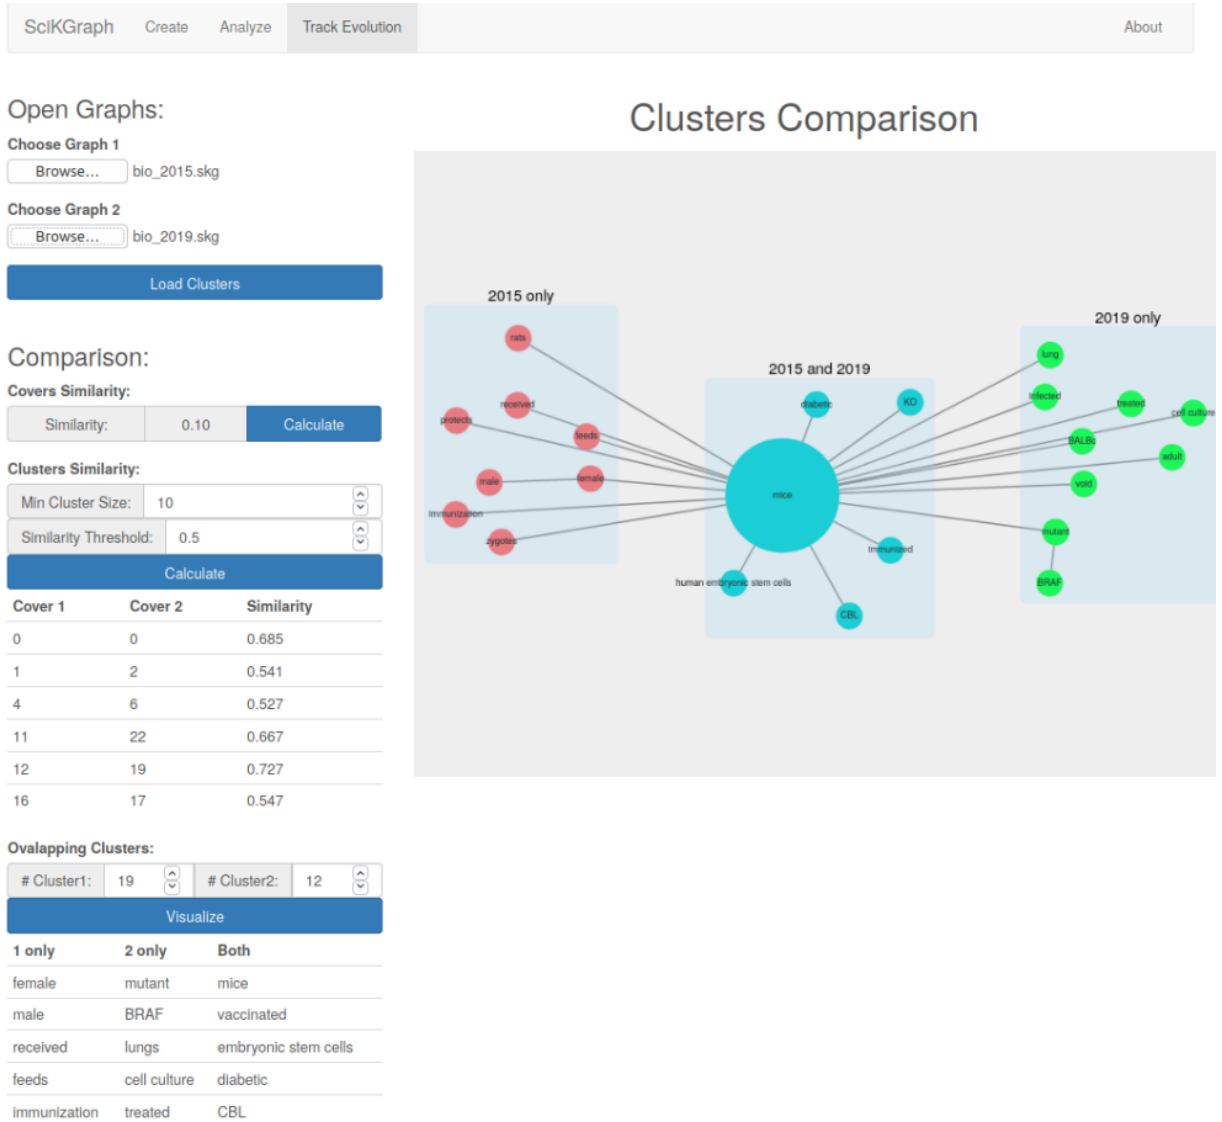 SciKGraph Create Analyze Track Evolution About
Open Graphs:
Choose Graph 1
Browse... bio_2015.skg
Choose Graph 2
Browse... bio_2019.skg
Load Clusters
Comparison:
Covers Similarity:
Similarity: 0.10 Calculate
Clusters Similarity:
Min Cluster Size: 10
Similarity Threshold: 0.5
Calculate
Cover 1 Cover 2 Similarity
0 0 0.685
1 2 0.541
4 6 0.527
11 22 0.667
12 19 0.727
16 17 0.547
Ovalapping Clusters:
# Cluster1: 19 # Cluster2: 12
Visualize
1 only 2 only Both
female mutant mice
male BRAF vaccinated
received lungs embryonic stem cells
feeds cell culture diabetic
immunization treated CBL
Clusters Comparison
2015 only
rats
received
protects
feeds
male
female
immunization
zygotes
2015 and 2019
diabetic
KO
mice
immunized
human embryonic stem cells
CBL
2019 only
lung
infected
treated
cell culture
BALBc
adult
void
mutant
BRAF